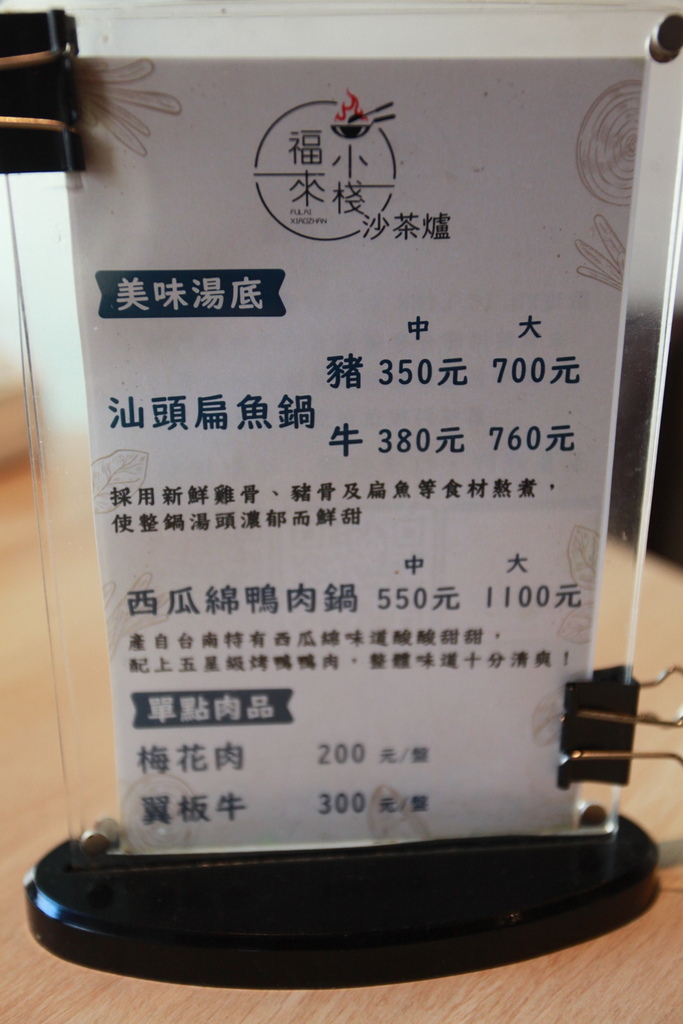 福來
小棧
FULAI
XIAOZHAN
沙茶爐
美味湯底
中 大
豬 350元 700元
汕頭扁魚鍋
牛 380元 760元
採用新鮮雞骨、豬骨及扁魚等食材熬煮，
使整鍋湯頭濃郁而鮮甜
中 大
西瓜綿鴨肉鍋 550元 1100元
產自台南特有西瓜綿味道酸酸甜甜，
配上五星級烤鴨鴨肉，整體味道十分清爽！
單點肉品
梅花肉 200 元/盤
翼板牛 300 元/盤